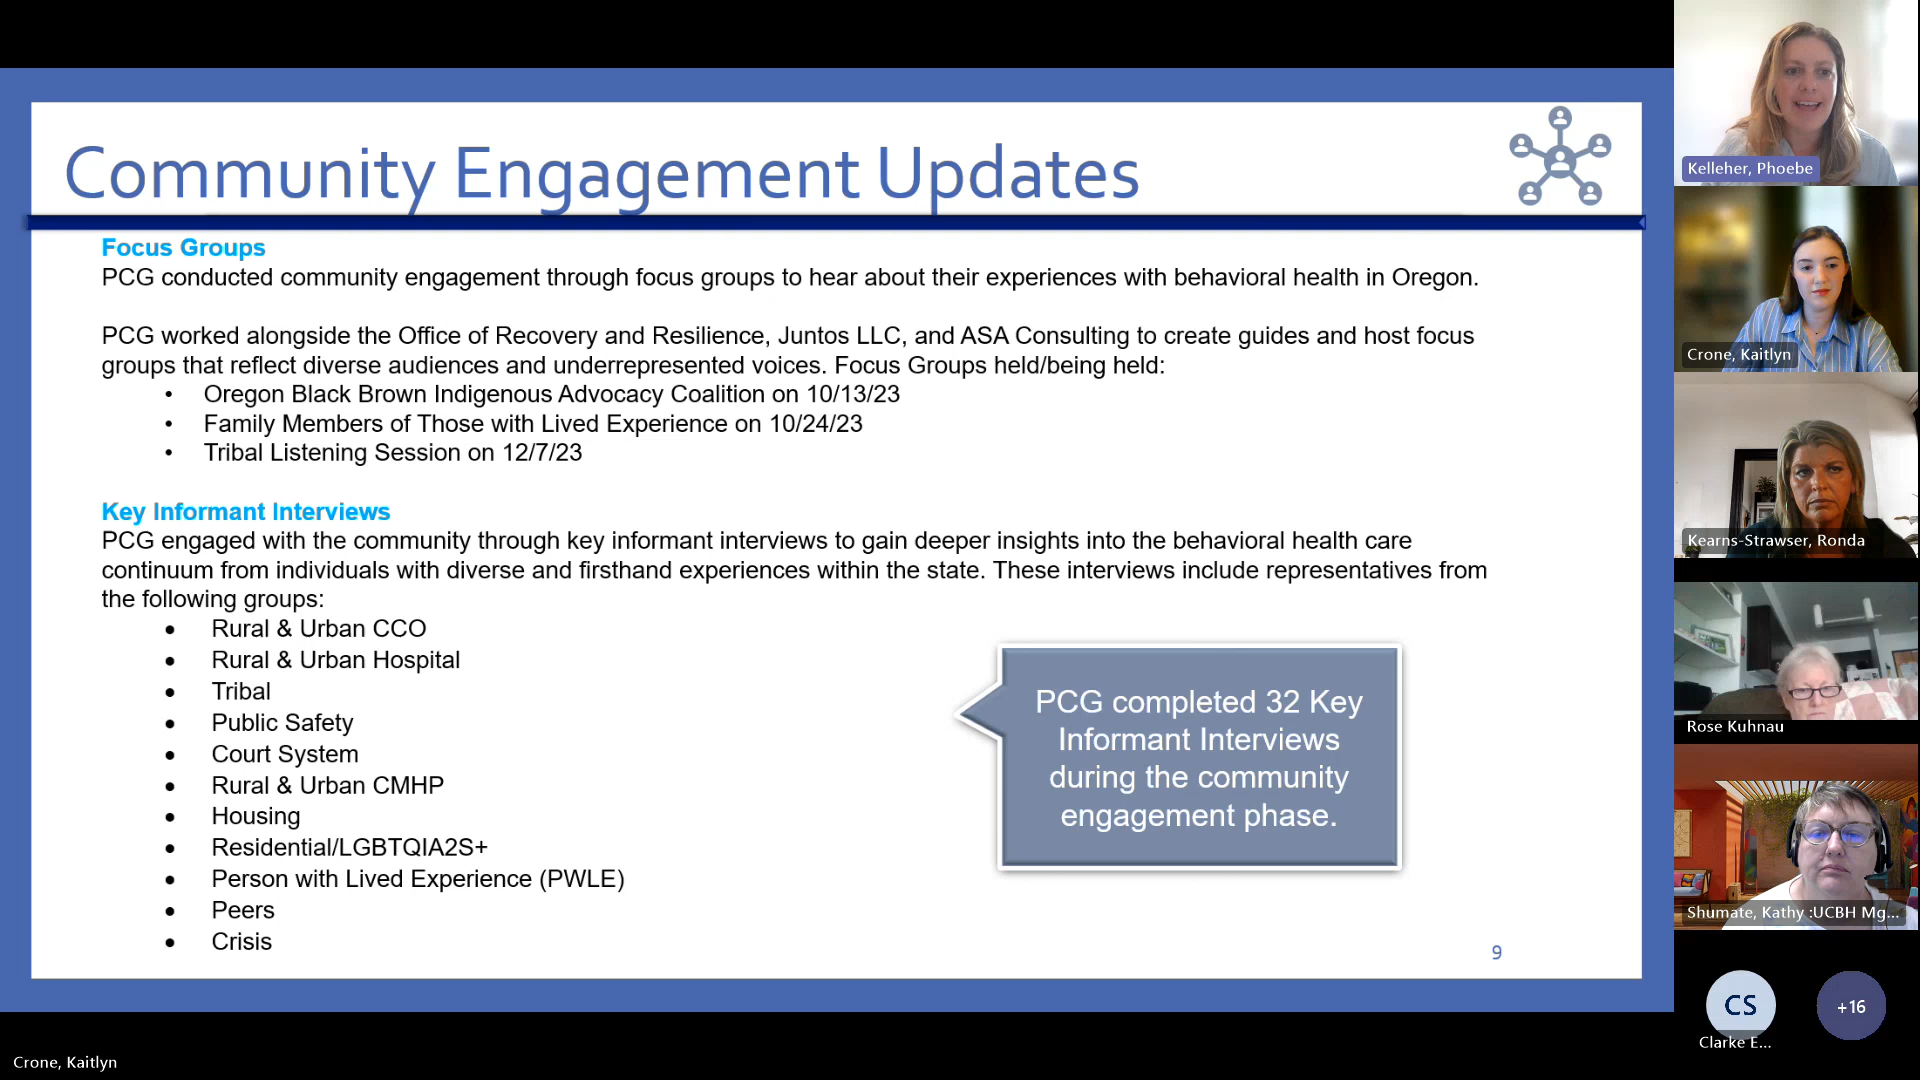 Community Engagement Updates
Focus Groups
PCG conducted community engagement through focus groups to hear about their experiences with behavioral health in Oregon.
PCG worked alongside the Office of Recovery and Resilience, Juntos LLC, and ASA Consulting to create guides and host focus
groups that reflect diverse audiences and underrepresented voices. Focus Groups held/being held:
• Oregon Black Brown Indigenous Advocacy Coalition on 10/13/23
• Family Members of Those with Lived Experience on 10/24/23
• Tribal Listening Session on 12/7/23
Key Informant Interviews
PCG engaged with the community through key informant interviews to gain deeper insights into the behavioral health care
continuum from individuals with diverse and firsthand experiences within the state. These interviews include representatives from
the following groups:
• Rural & Urban CCO
• Rural & Urban Hospital
• Tribal
• Public Safety
• Court System
• Rural & Urban CMHP
• Housing
• Residential/LGBTQIA2S+
• Person with Lived Experience (PWLE)
• Peers
• Crisis
PCG completed 32 Key
Informant Interviews
during the community
engagement phase.
9
Kelleher, Phoebe
Crone, Kaitlyn
Kearns-Strawser, Ronda
Rose Kuhnau
Shumate, Kathy :UCBH Mg...
CS
+16
Clarke E...
Crone, Kaitlyn